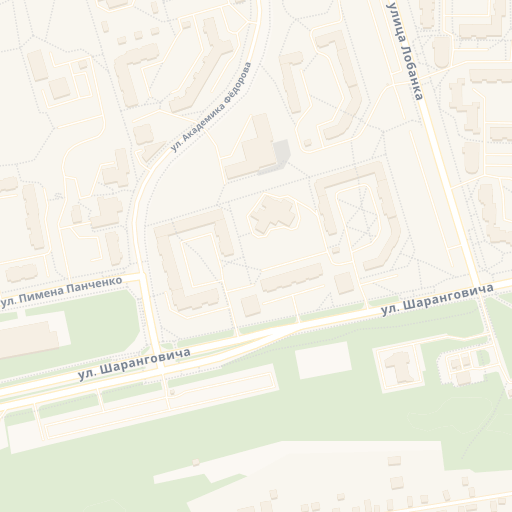 улица Лобанка
ул. Академика Фёдорова
ул. Пимена Панченко
ул. Шаранговича
ул. Шаранговича